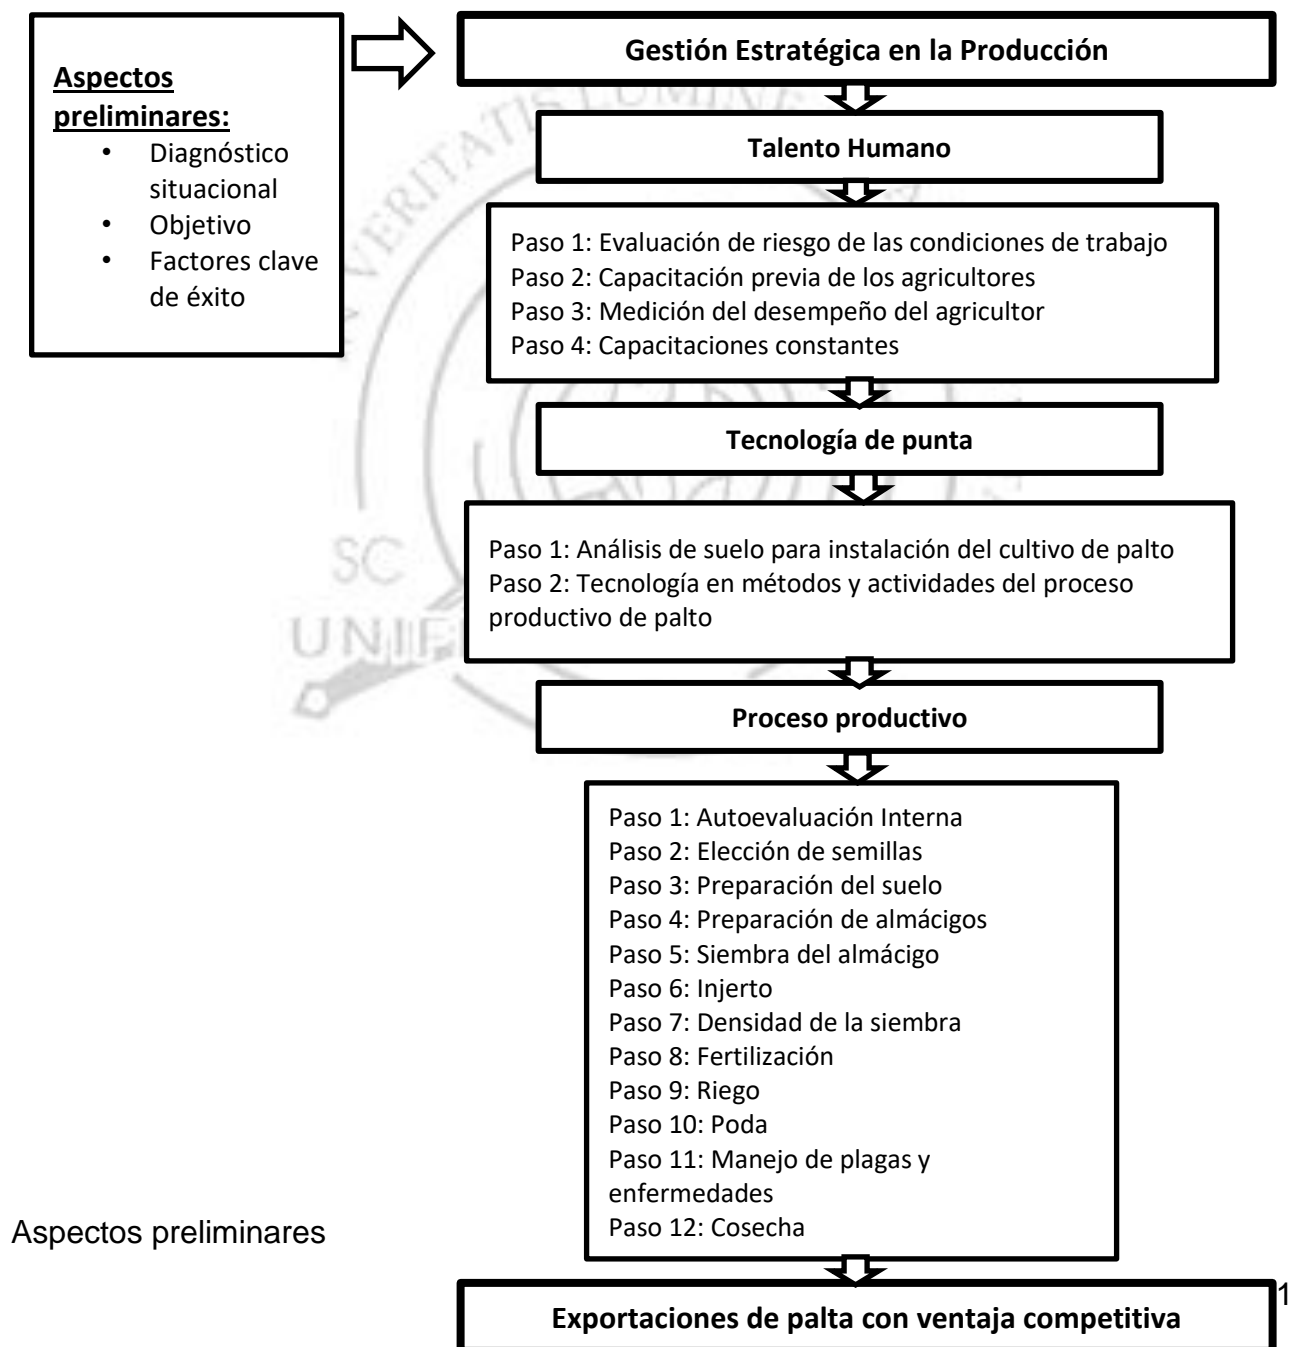 Aspectos
preliminares:
• Diagnóstico
situacional
• Objetivo
• Factores clave
de éxito
Gestión Estratégica en la Producción
Talento Humano
Paso 1: Evaluación de riesgo de las condiciones de trabajo
Paso 2: Capacitación previa de los agricultores
Paso 3: Medición del desempeño del agricultor
Paso 4: Capacitaciones constantes
Tecnología de punta
Paso 1: Análisis de suelo para instalación del cultivo de palto
Paso 2: Tecnología en métodos y actividades del proceso
productivo de palto
Proceso productivo
Paso 1: Autoevaluación Interna
Paso 2: Elección de semillas
Paso 3: Preparación del suelo
Paso 4: Preparación de almácigos
Paso 5: Siembra del almácigo
Paso 6: Injerto
Paso 7: Densidad de la siembra
Paso 8: Fertilización
Paso 9: Riego
Paso 10: Poda
Paso 11: Manejo de plagas y
enfermedades
Paso 12: Cosecha
Aspectos preliminares
Exportaciones de palta con ventaja competitiva
1